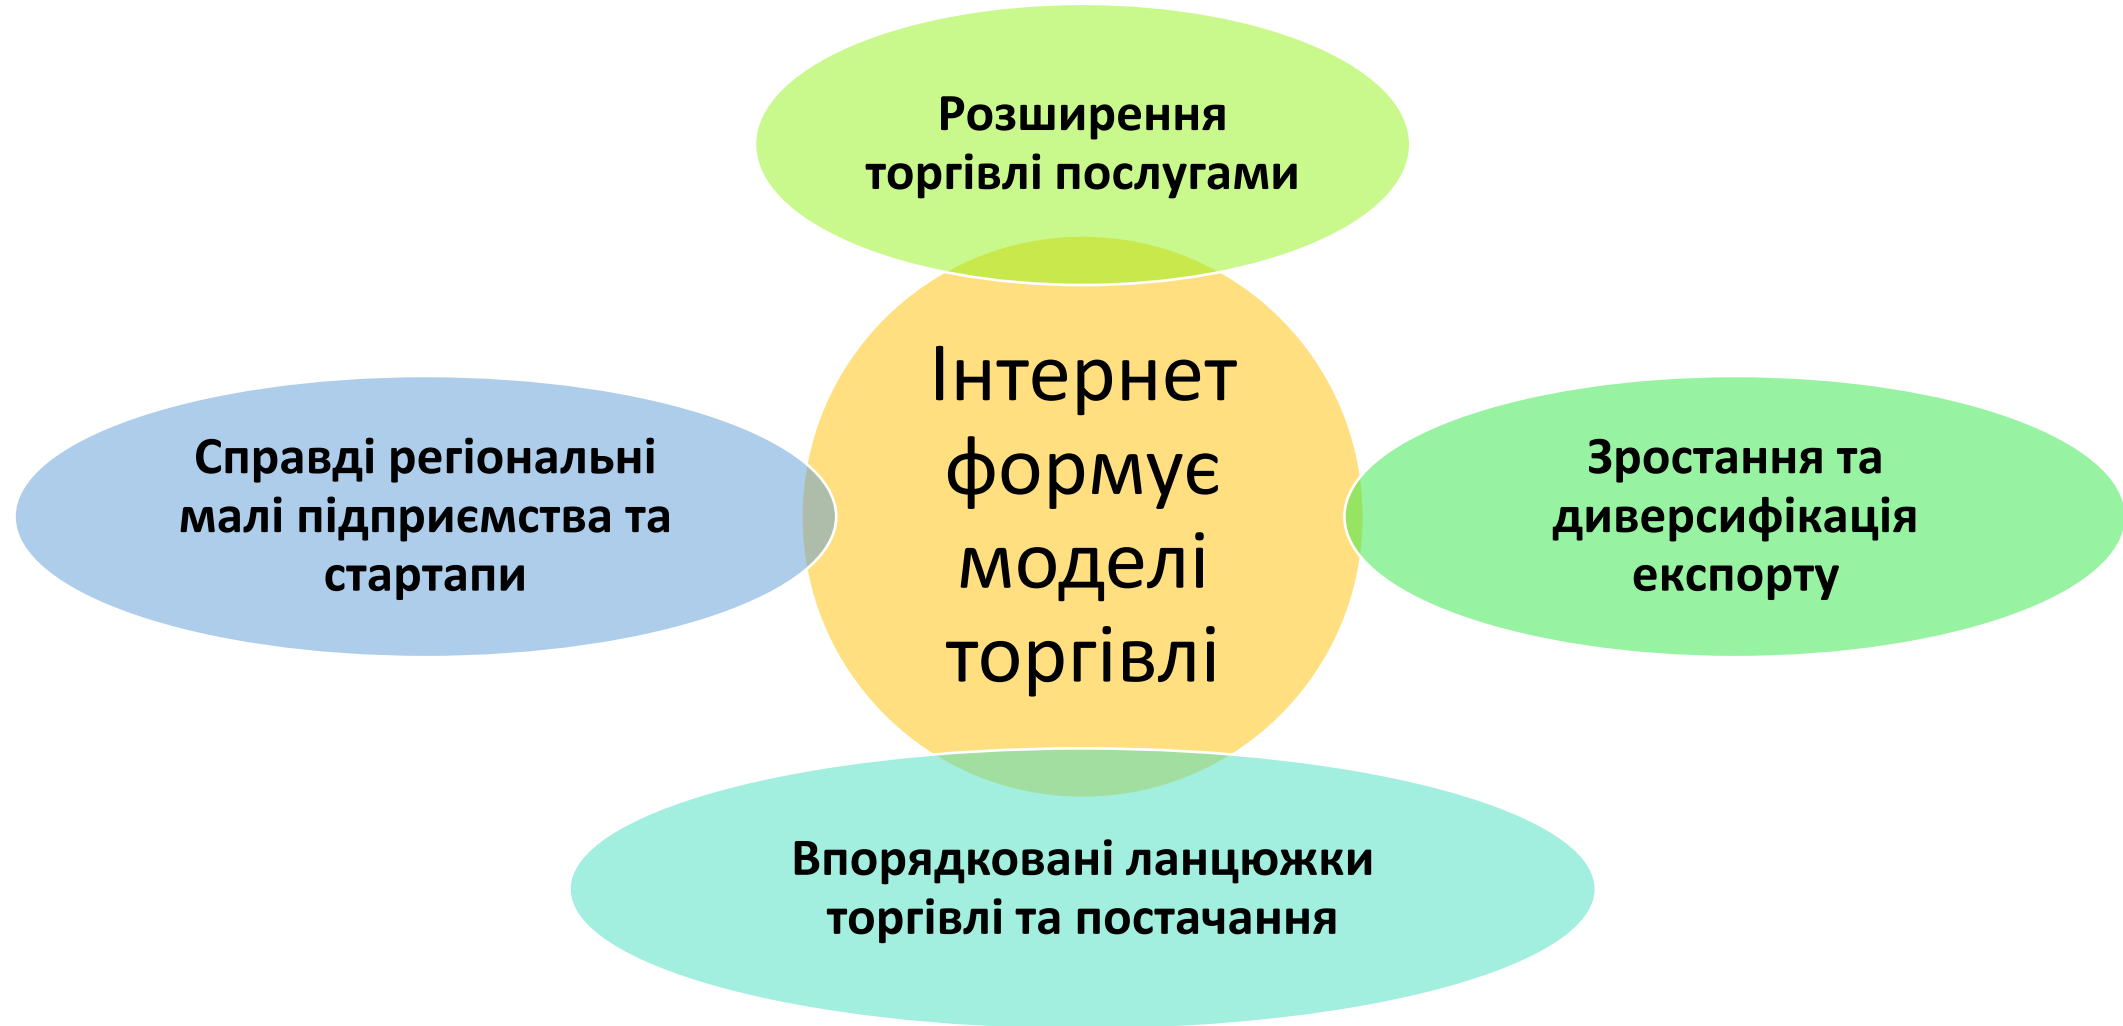 Розширення
торгівлі послугами
Інтернет
формує
моделі
торгівлі
Справді регіональні
малі підприємства та
стартапи
Зростання та
диверсифікація
експорту
Впорядковані ланцюжки
торгівлі та постачання